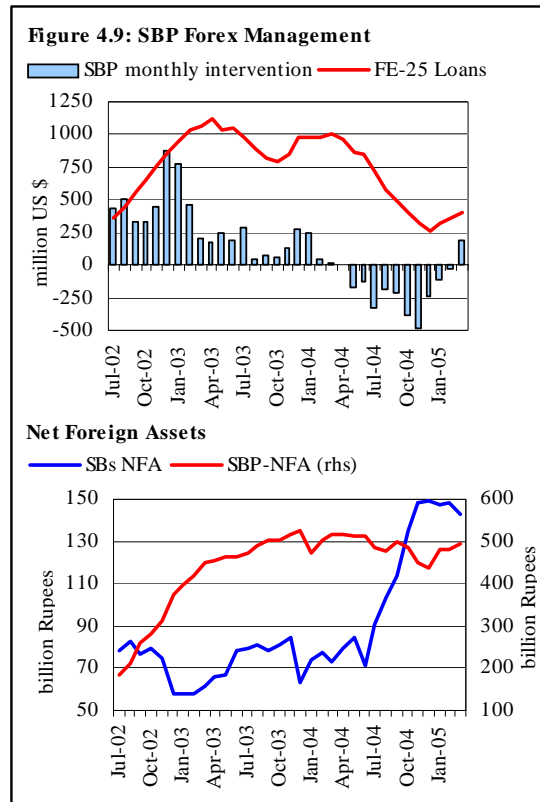 Figure 4.9: SBP Forex Management
SBP monthly intervention FE-25 Loans
million US $
1250
1000
750
500
250
0
-250
-500
Jul-02 Oct-02 Jan-03 Apr-03 Jul-03 Oct-03 Jan-04 Apr-04 Jul-04 Oct-04 Jan-05
Net Foreign Assets
SBs NFA SBP-NFA (rhs)
billion Rupees
150 600
130 500
110 400
90 300
70 200
50 100
billion Rupees
Jul-02 Oct-02 Jan-03 Apr-03 Jul-03 Oct-03 Jan-04 Apr-04 Jul-04 Oct-04 Jan-05